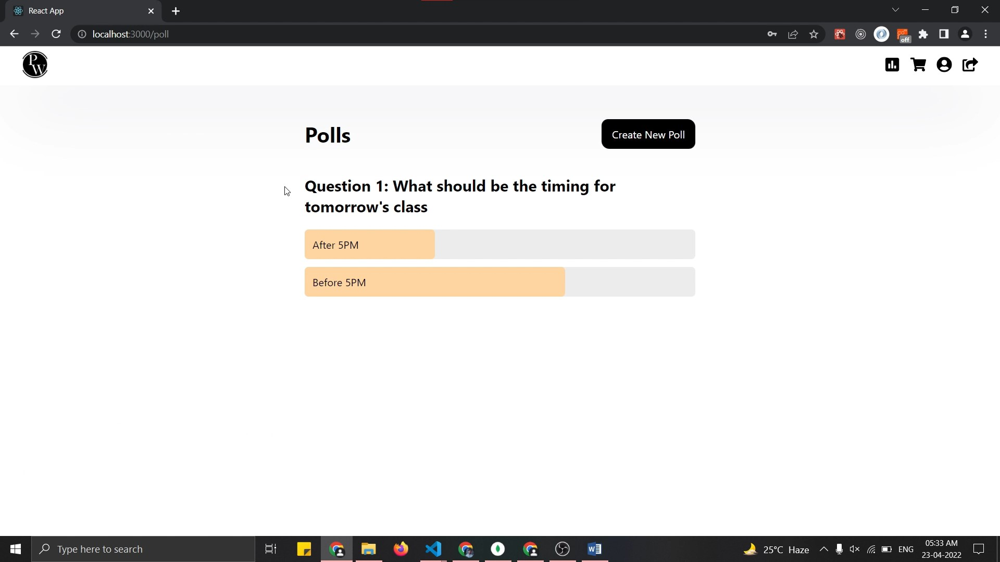 React App
localhost:3000/poll
off
PW
Polls
Create New Poll
Question 1: What should be the timing for
tomorrow's class
After 5PM
Before 5PM
Type here to search
25°C Haze
ENG
05:33 AM
23-04-2022